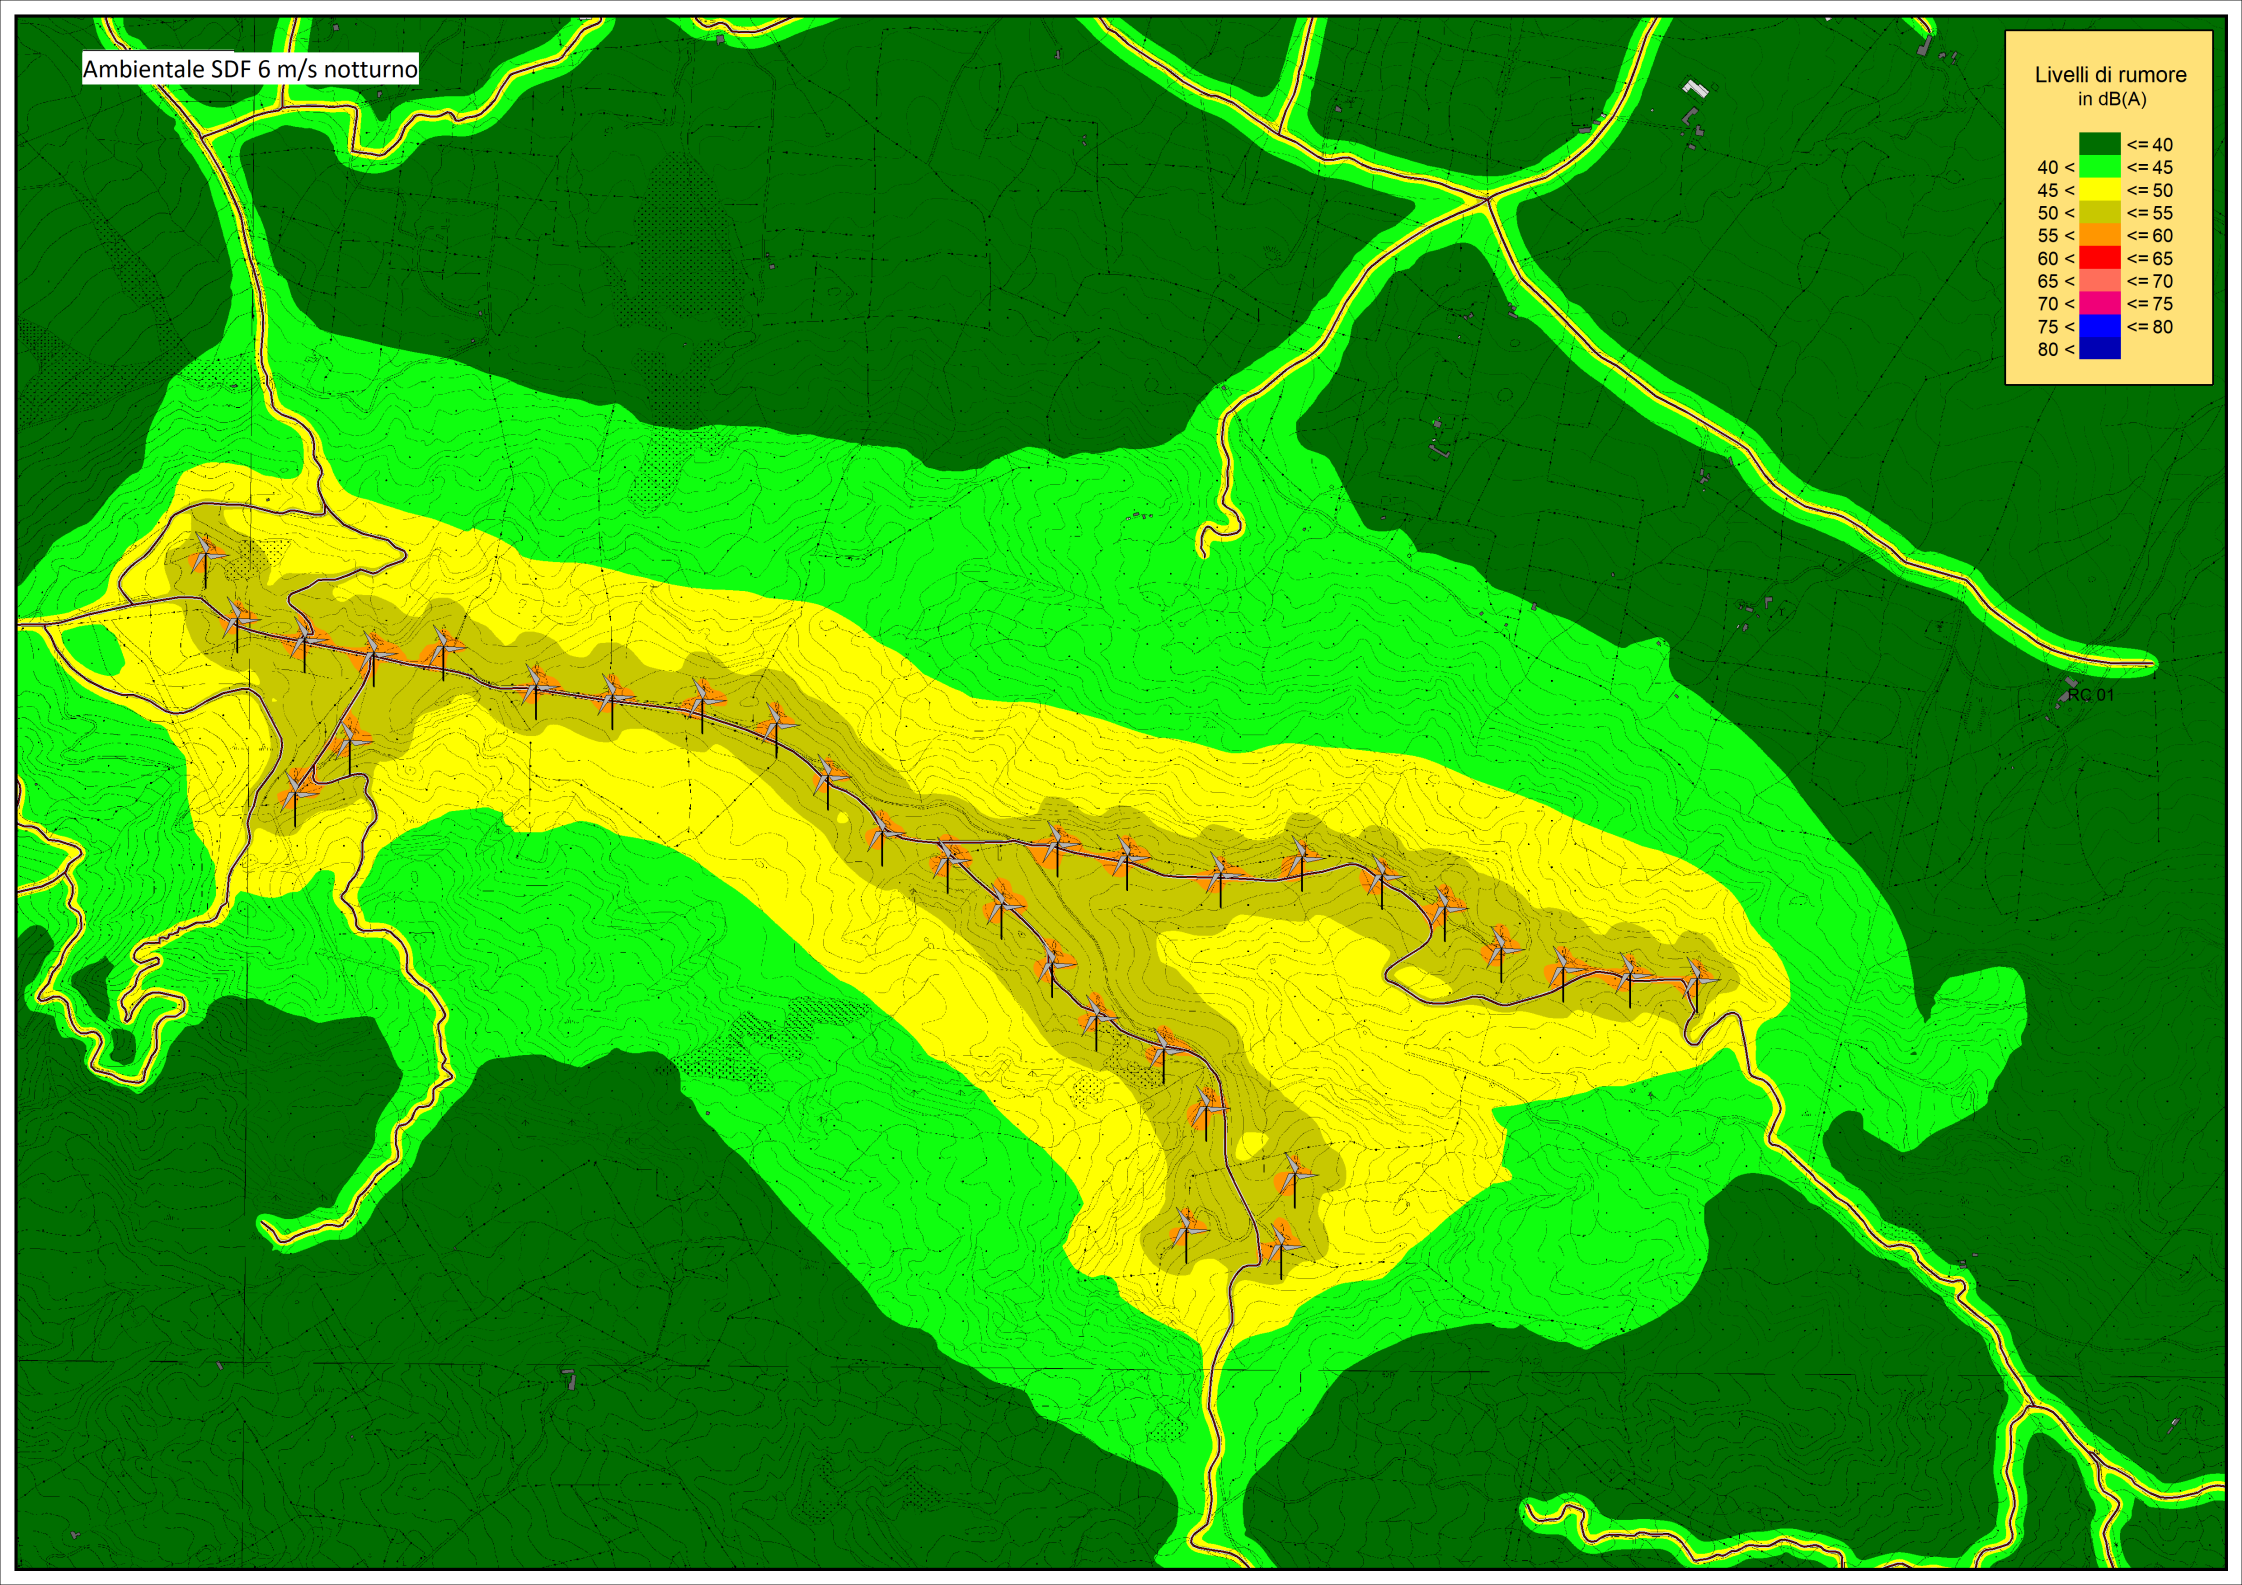 Ambientale SDF 6 m/s notturno
Livelli di rumore
in dB(A)
<= 40
40 < <= 45
45 < <= 50
50 < <= 55
55 < <= 60
60 < <= 65
65 < <= 70
70 < <= 75
75 < <= 80
80 <
RC 01